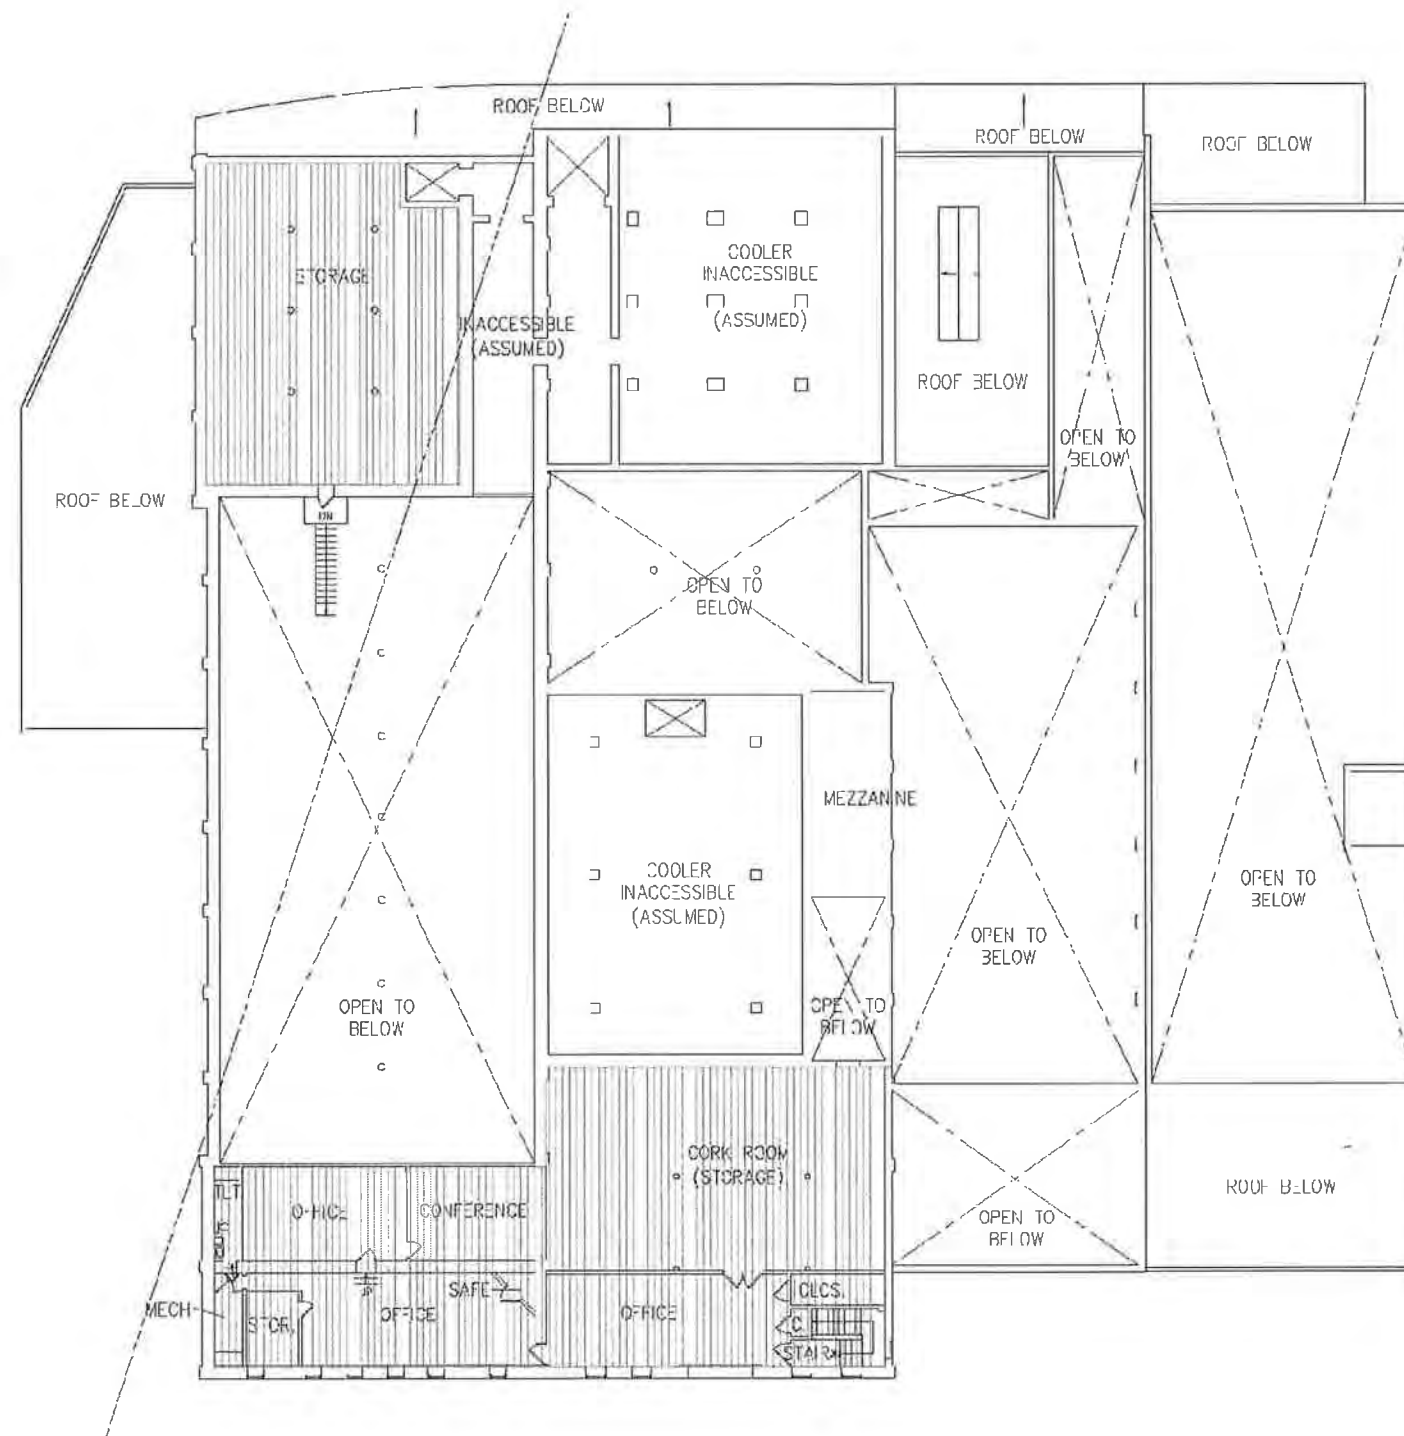 ROOF BELOW
ROOF BELOW
ROOF BELOW
COOLER
INACCESSIBLE
(ASSUMED)
STORAGE
INACCESSIBLE
(ASSUMED)
ROOF BELOW
OPEN TO
BELOW
ROOF BELOW
DN
OPEN TO
BELOW
MEZZANINE
COOLER
INACCESSIBLE
(ASSUMED)
OPEN TO
BELOW
OPEN TO
BELOW
OPEN TO
BELOW
OPEN TO
BELOW
CORK ROOM
(STORAGE)
TLT.
OFFICE
CONFERENCE
ROOF BELOW
OPEN TO
BELOW
MECH
STOR.
OFFICE
SAFE
OFFICE
CLOS.
C.
STAIR